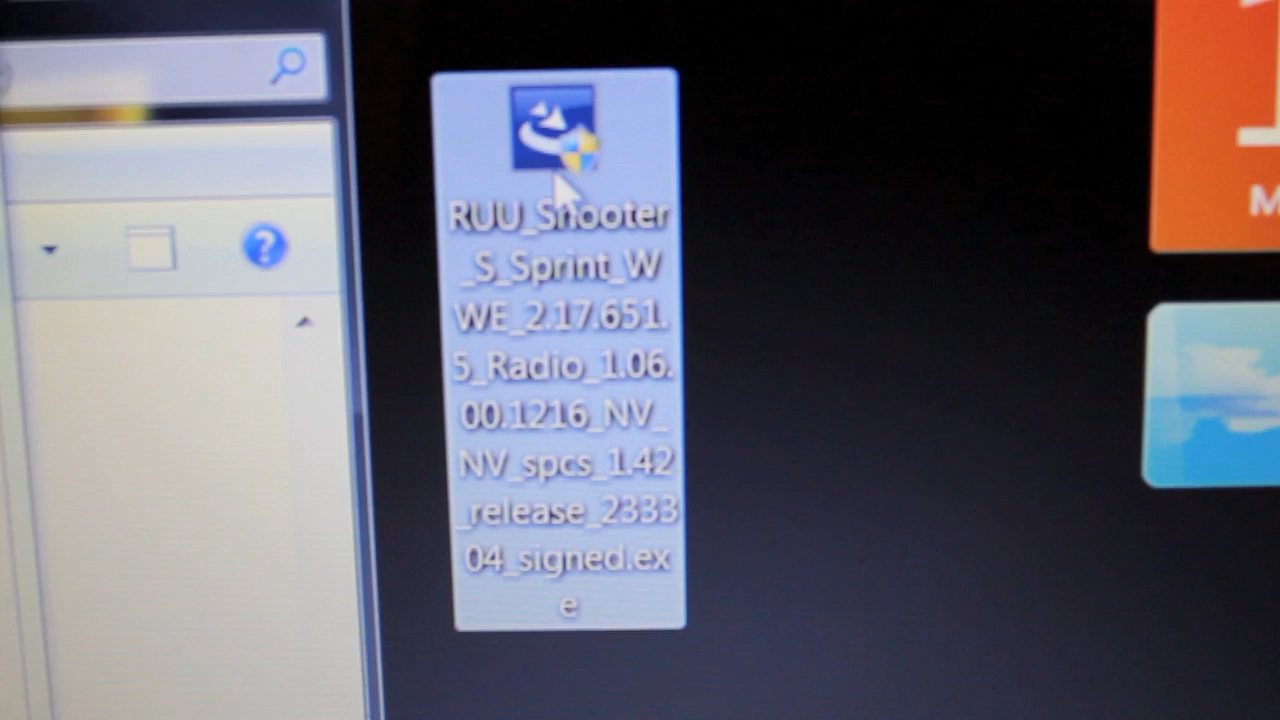 RUU_Shooter
_S_Sprint_W
WE_2.17.651.
5_Radio_1.06.
00.1216_NV_
NV_spcs_1.42
_release_2333
04_signed.ex
e
M